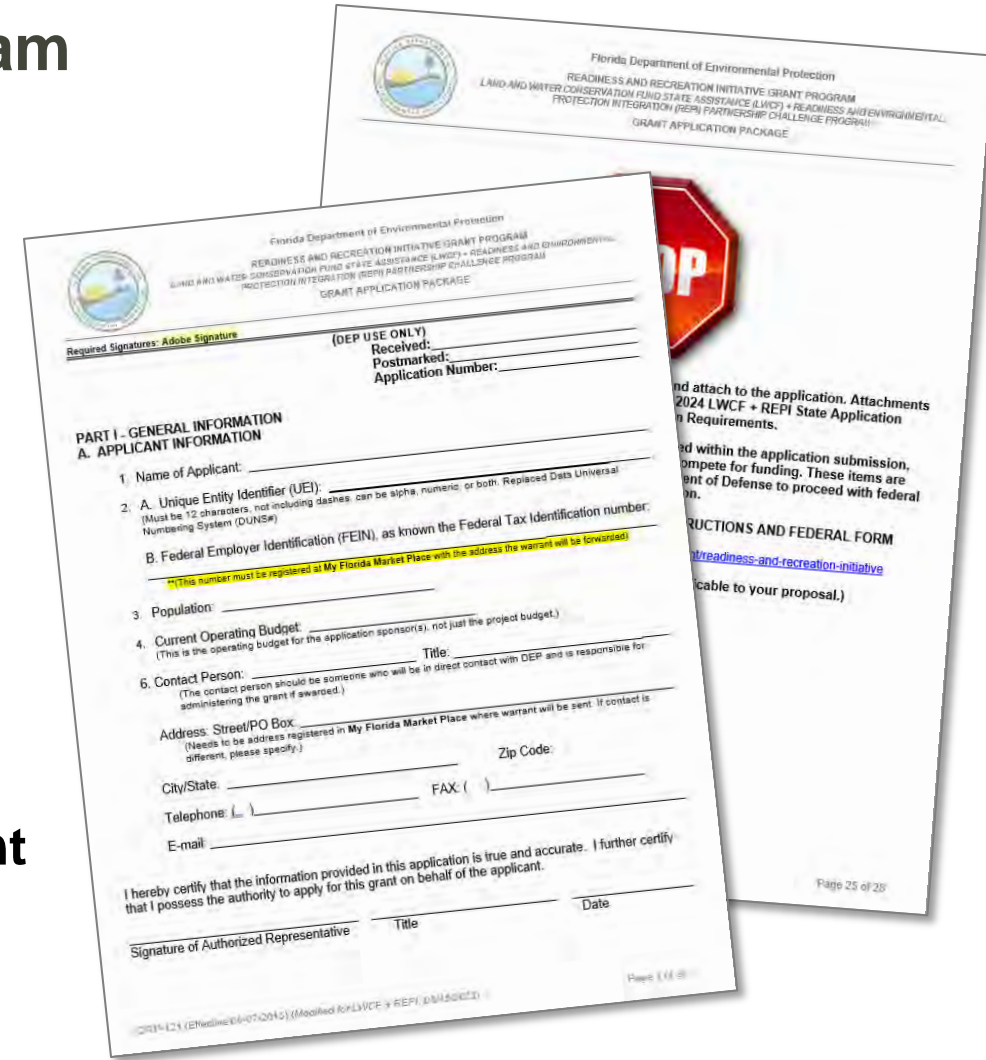 am
nt
Florida Department of Environmental Protection
READINESS AND RECREATION INITIATIVE GRANT PROGRAM
LAND AND WATER CONSERVATION FUND STATE ASSISTANCE (LWCF) + READINESS AND ENVIRONMENTAL
PROTECTION INTEGRATION (REPI) PARTNERSHIP CHALLENGE PROGRAM
GRANT APPLICATION PACKAGE
OP
nd attach to the application. Attachments
2024 LWCF + REPI State Application
n Requirements.
ed within the application submission,
ompete for funding. These items are
ent of Defense to proceed with federal
on.
RUCTIONS AND FEDERAL FORM
nt/readiness-and-recreation-initiative
icable to your proposal.)
Page 25 of 28
Florida Department of Environmental Protection
READINESS AND RECREATION INITIATIVE GRANT PROGRAM
LAND AND WATER CONSERVATION FUND STATE ASSISTANCE (LWCF) + READINESS AND ENVIRONMENTAL
PROTECTION INTEGRATION (REPI) PARTNERSHIP CHALLENGE PROGRAM
GRANT APPLICATION PACKAGE
Required Signatures: Adobe Signature
(DEP USE ONLY)
Received:
Postmarked:
Application Number:
PART I - GENERAL INFORMATION
A. APPLICANT INFORMATION
1. Name of Applicant:
2. A. Unique Entity Identifier (UEI):
(Must be 12 characters, not including dashes, can be alpha, numeric, or both. Replaced Data Universal
Numbering System (DUNS#)
B. Federal Employer Identification (FEIN), as known the Federal Tax Identification number:
**(This number must be registered at My Florida Market Place with the address the warrant will be forwarded)
3. Population:
4. Current Operating Budget:
(This is the operating budget for the application sponsor(s), not just the project budget.)
6. Contact Person: Title:
(The contact person should be someone who will be in direct contact with DEP and is responsible for
administering the grant if awarded.)
Address: Street/PO Box:
(Needs to be address registered in My Florida Market Place where warrant will be sent. If contact is
different, please specify.)
City/State: Zip Code:
Telephone: ( ) FAX: ( )
E-mail:
I hereby certify that the information provided in this application is true and accurate. I further certify
that I possess the authority to apply for this grant on behalf of the applicant.
Signature of Authorized Representative Title Date